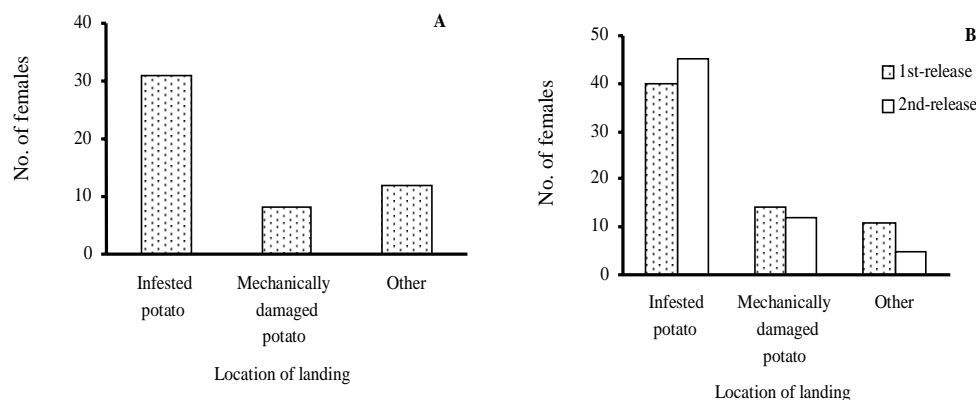 A
No. of females
40
30
20
10
0
Infested
potato
Mechanically
damaged
potato
Other
Location of landing
B
No. of females
50
40
30
20
10
0
1st-release
2nd-release
Infested
potato
Mechanically
damaged
potato
Other
Location of landing